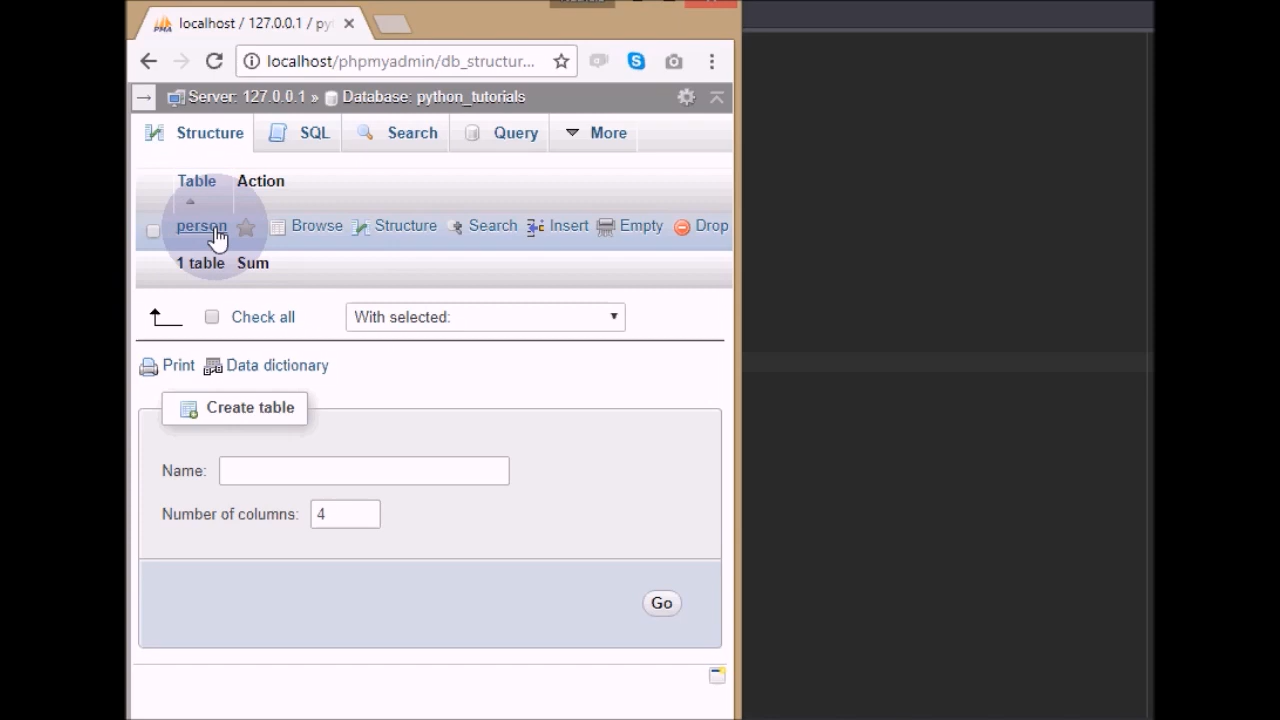 localhost / 127.0.0.1 / py
localhost/phpmyadmin/db_structur...
Server: 127.0.0.1 » Database: python_tutorials
Structure SQL Search Query More
Table Action
person Browse Structure Search Insert Empty Drop
1 table Sum
Check all With selected:
Print Data dictionary
Create table
Name:
Number of columns: 4
Go